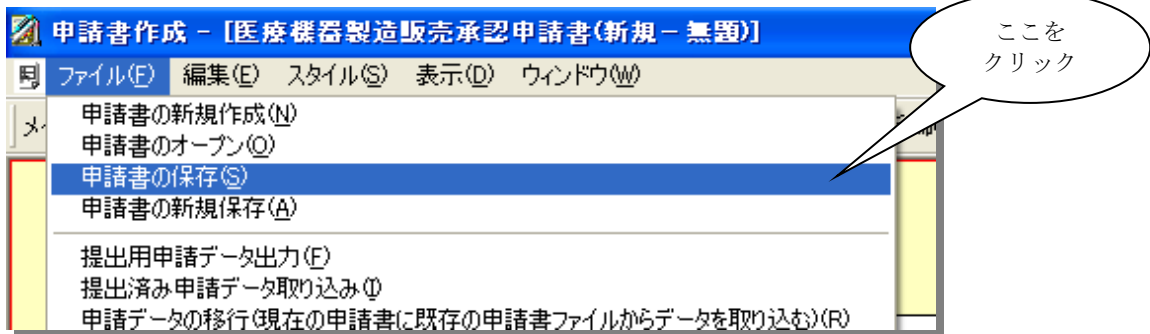 申請書作成 - [医療機器製造販売承認申請書(新規 - 無題)]
ここを
クリック
ファイル(F) 編集(E) スタイル(S) 表示(D) ウィンドウ(W)
メ
申請書の新規作成(N)
申請書のオープン(O)
申請書の保存(S)
申請書の新規保存(A)
提出用申請データ出力(F)
提出済み申請データ取り込み(I)
申請データの移行(現在の申請書に既存の申請書ファイルからデータを取り込む)(R)